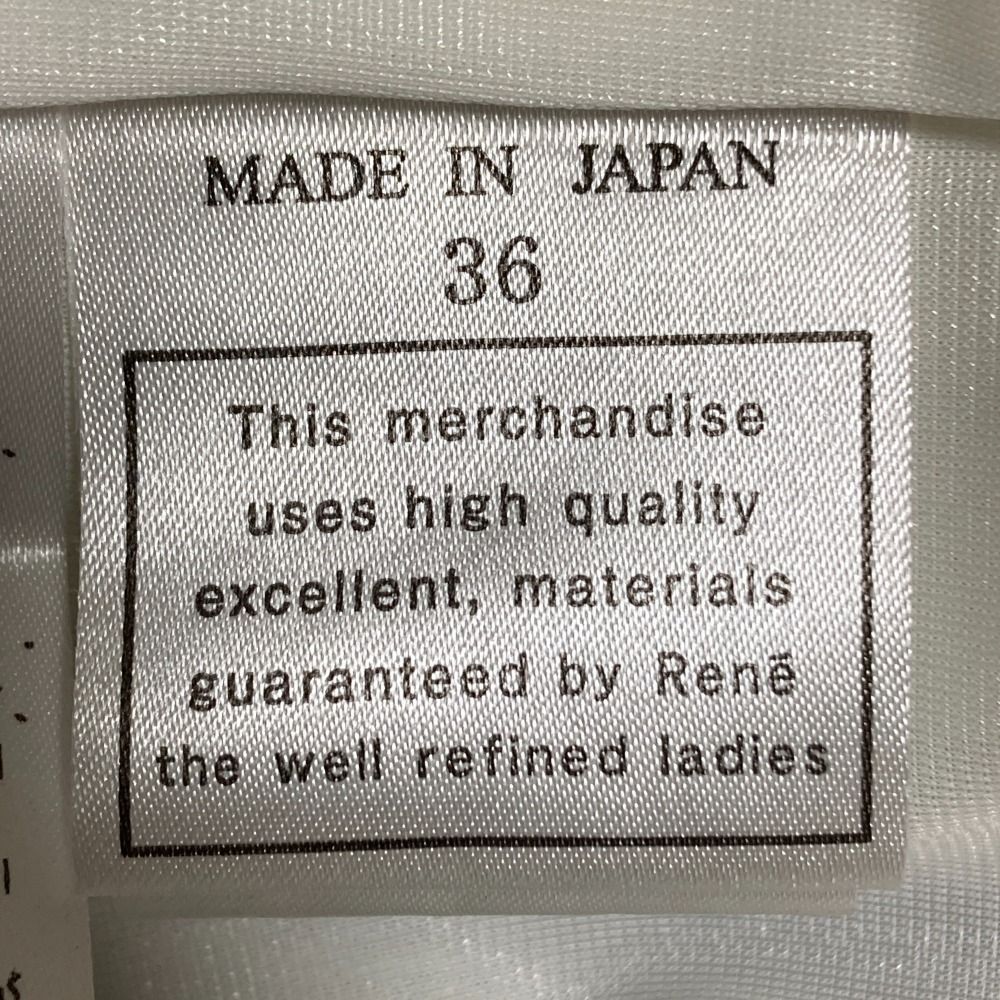 MADE IN JAPAN
36
This merchandise
uses high quality
excellent, materials
guaranteed by Renē
the well refined ladies